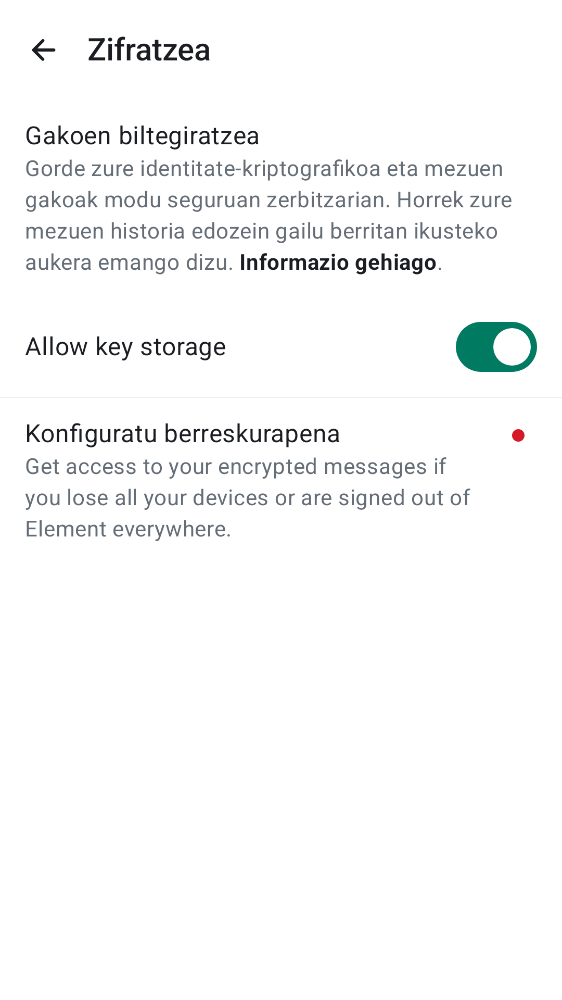 Zifratzea
Gakoen biltegiratzea
Gorde zure identitate-kriptografikoa eta mezuen
gakoak modu seguruan zerbitzarian. Horrek zure
mezuen historia edozein gailu berritan ikusteko
aukera emango dizu. Informazio gehiago.
Allow key storage
Konfiguratu berreskurapena
Get access to your encrypted messages if
you lose all your devices or are signed out of
Element everywhere.